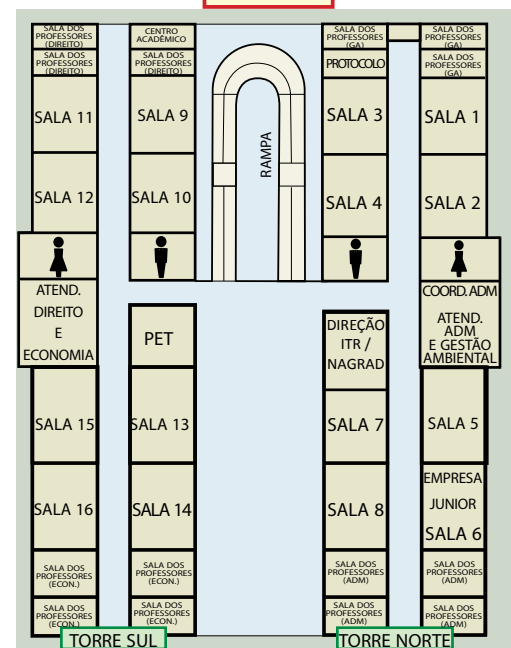 SALA DOS
PROFESSORES
(DIREITO)
SALA DOS
PROFESSORES
(DIREITO)
SALA 11
SALA 12
ATEND.
DIREITO
E
ECONOMIA
SALA 15
SALA 16
SALA DOS
PROFESSORES
(ECON.)
SALA DOS
PROFESSORES
(ECON.)
CENTRO
ACADÊMICO
SALA DOS
PROFESSORES
(DIREITO)
SALA 9
SALA 10
PET
SALA 13
SALA 14
SALA DOS
PROFESSORES
(ECON.)
SALA DOS
PROFESSORES
(ECON.)
TORRE SUL
RAMPA
SALA DOS
PROFESSORES
(GA)
PROTOCOLO
SALA 3
SALA 4
DIREÇÃO
ITR /
NAGRAD
SALA 7
SALA 8
SALA DOS
PROFESSORES
(ADM)
SALA DOS
PROFESSORES
(ADM)
SALA DOS
PROFESSORES
(GA)
SALA DOS
PROFESSORES
(GA)
SALA 1
SALA 2
COORD. ADM
ATEND.
ADM
E GESTÃO
AMBIENTAL
SALA 5
EMPRESA
JUNIOR
SALA 6
SALA DOS
PROFESSORES
(ADM)
SALA DOS
PROFESSORES
(ADM)
TORRE NORTE